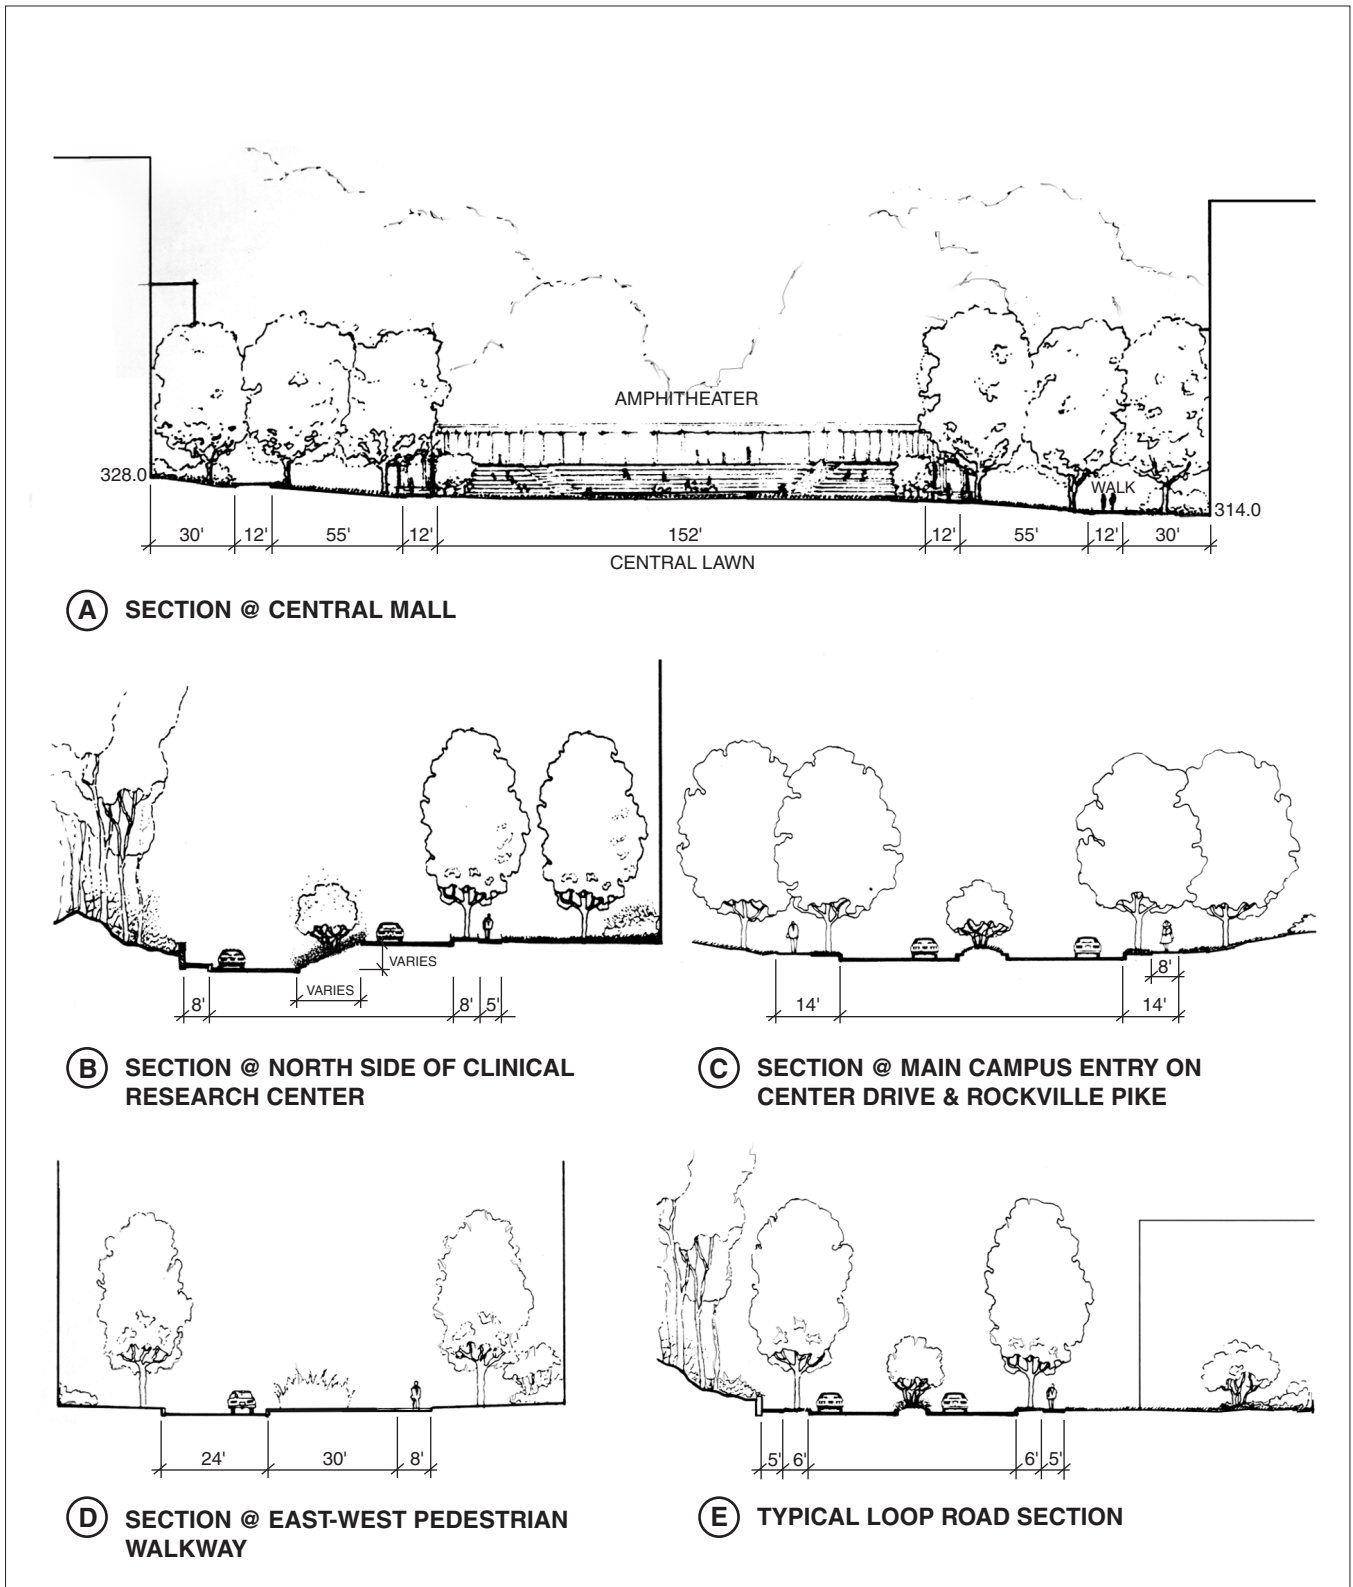 AMPHITHEATER
328.0
WALK
314.0
30' 12' 55' 12' 152' 12' 55' 12' 30'
CENTRAL LAWN
A SECTION @ CENTRAL MALL
VARIES
VARIES
8' 8' 5'
B SECTION @ NORTH SIDE OF CLINICAL
RESEARCH CENTER
8'
14' 14'
C SECTION @ MAIN CAMPUS ENTRY ON
CENTER DRIVE & ROCKVILLE PIKE
24' 30' 8'
D SECTION @ EAST-WEST PEDESTRIAN
WALKWAY
5' 6' 6' 5'
E TYPICAL LOOP ROAD SECTION